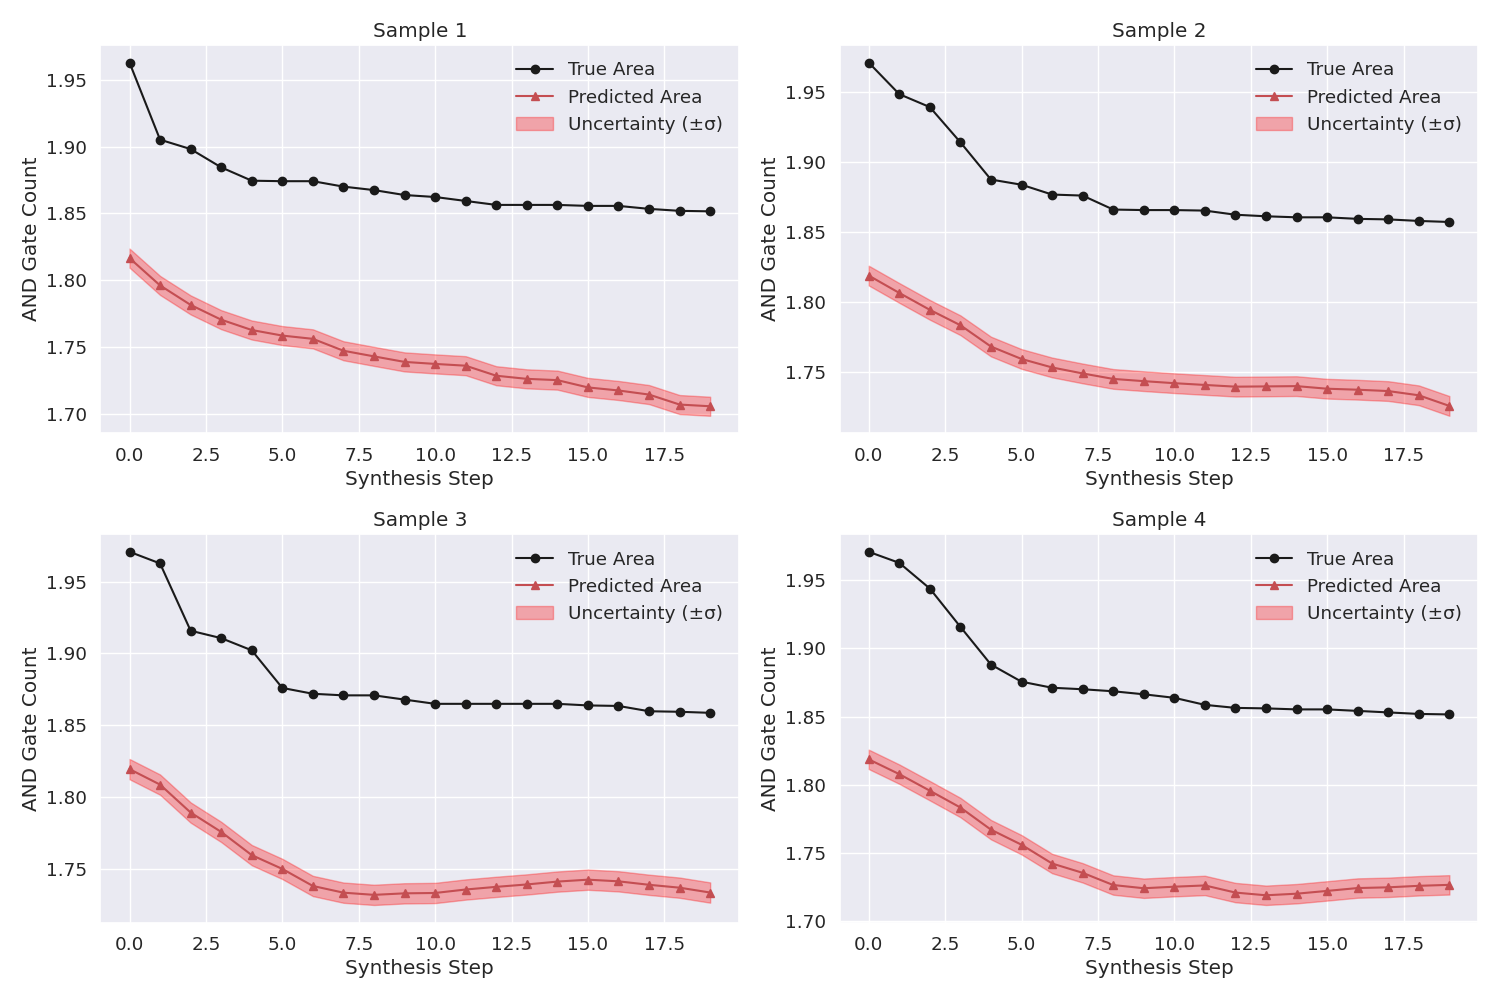 Sample 1
AND Gate Count
1.95
1.90
1.85
1.80
1.75
1.70
True Area
Predicted Area
Uncertainty (±σ)
0.0 2.5 5.0 7.5 10.0 12.5 15.0 17.5
Synthesis Step
Sample 2
AND Gate Count
1.95
1.90
1.85
1.80
1.75
True Area
Predicted Area
Uncertainty (±σ)
0.0 2.5 5.0 7.5 10.0 12.5 15.0 17.5
Synthesis Step
Sample 3
AND Gate Count
1.95
1.90
1.85
1.80
1.75
True Area
Predicted Area
Uncertainty (±σ)
0.0 2.5 5.0 7.5 10.0 12.5 15.0 17.5
Synthesis Step
Sample 4
AND Gate Count
1.95
1.90
1.85
1.80
1.75
1.70
True Area
Predicted Area
Uncertainty (±σ)
0.0 2.5 5.0 7.5 10.0 12.5 15.0 17.5
Synthesis Step